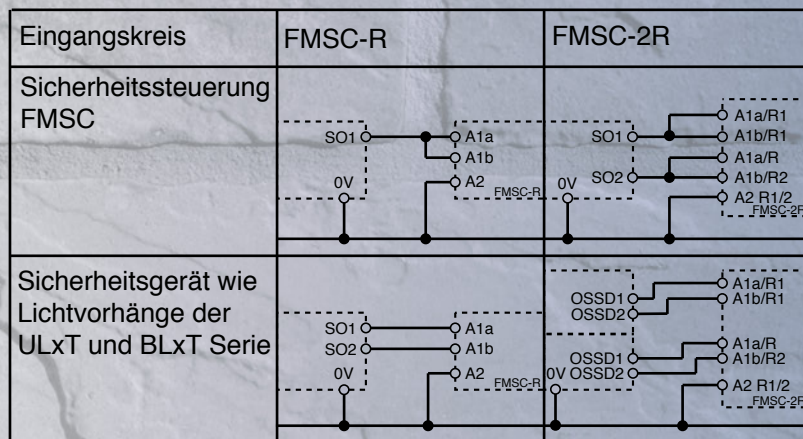 Eingangskreis
FMSC-R
FMSC-2R
Sicherheitssteuerung
FMSC
SO1
A1a
A1b
0V
A2
FMSC-R
SO1
SO2
0V
A1a/R1
A1b/R1
A1a/R
A1b/R2
A2 R1/2
FMSC-2R
Sicherheitsgerät wie
Lichtvorhänge der
ULxT und BLxT Serie
SO1
SO2
0V
A1a
A1b
A2
FMSC-R
OSSD1
OSSD2
OSSD1
0V OSSD2
A1a/R1
A1b/R1
A1a/R
A1b/R2
A2 R1/2
FMSC-2R